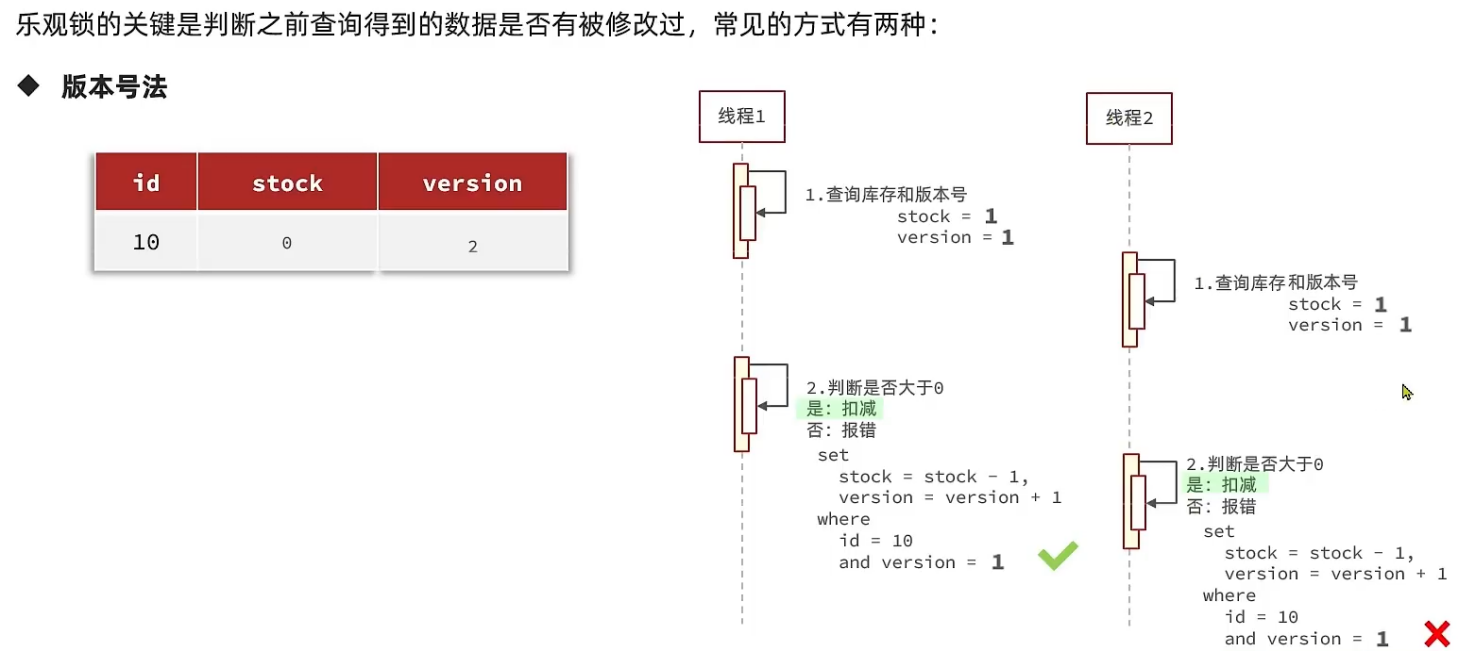 乐观锁的关键是判断之前查询得到的数据是否有被修改过，常见的方式有两种：
◆ 版本号法
id stock version
10 0 2
线程1
1.查询库存和版本号
stock = 1
version = 1
2.判断是否大于0
是：扣减
否：报错
set
stock = stock - 1,
version = version + 1
where
id = 10
and version = 1
线程2
1.查询库存和版本号
stock = 1
version = 1
2.判断是否大于0
是：扣减
否：报错
set
stock = stock - 1,
version = version + 1
where
id = 10
and version = 1